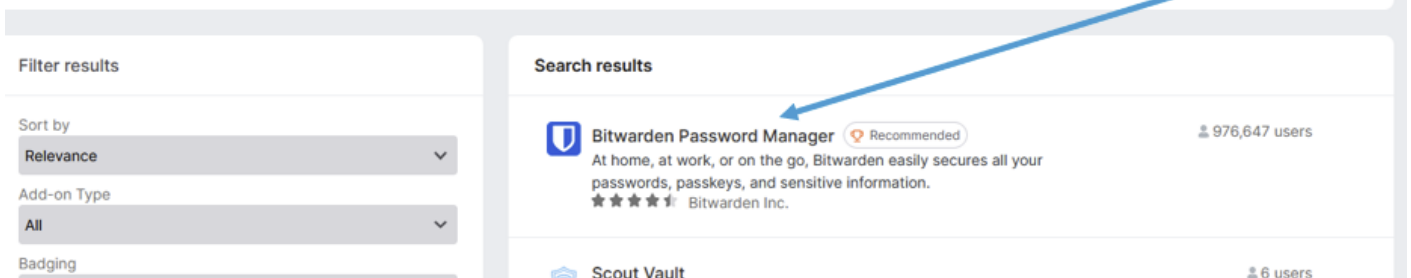 Filter results
Sort by
Relevance
Add-on Type
All
Badging
Search results
Bitwarden Password Manager Recommended
976,647 users
At home, at work, or on the go, Bitwarden easily secures all your
passwords, passkeys, and sensitive information.
Bitwarden Inc.
Scout Vault
6 users